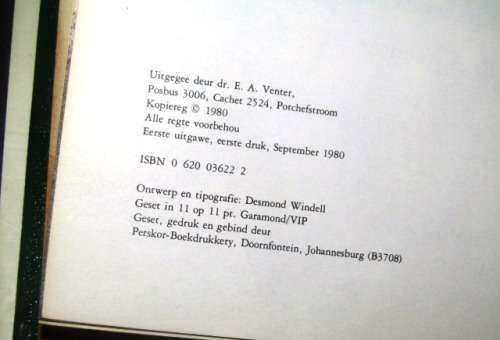 Uitgegee deur dr. E. A. Venter,
Posbus 3006, Cachet 2524, Potchefstroom
Kopiereg © 1980
Alle regte voorbehou
Eerste uitgawe, eerste druk, September 1980
ISBN 0 620 03622 2
Ontwerp en tipografie: Desmond Windell
Geset in 11 op 11 pt. Garamond/VIP
Geset, gedruk en gebind deur
Perskor-Boekdrukkery, Doornfontein, Johannesburg (B3708)